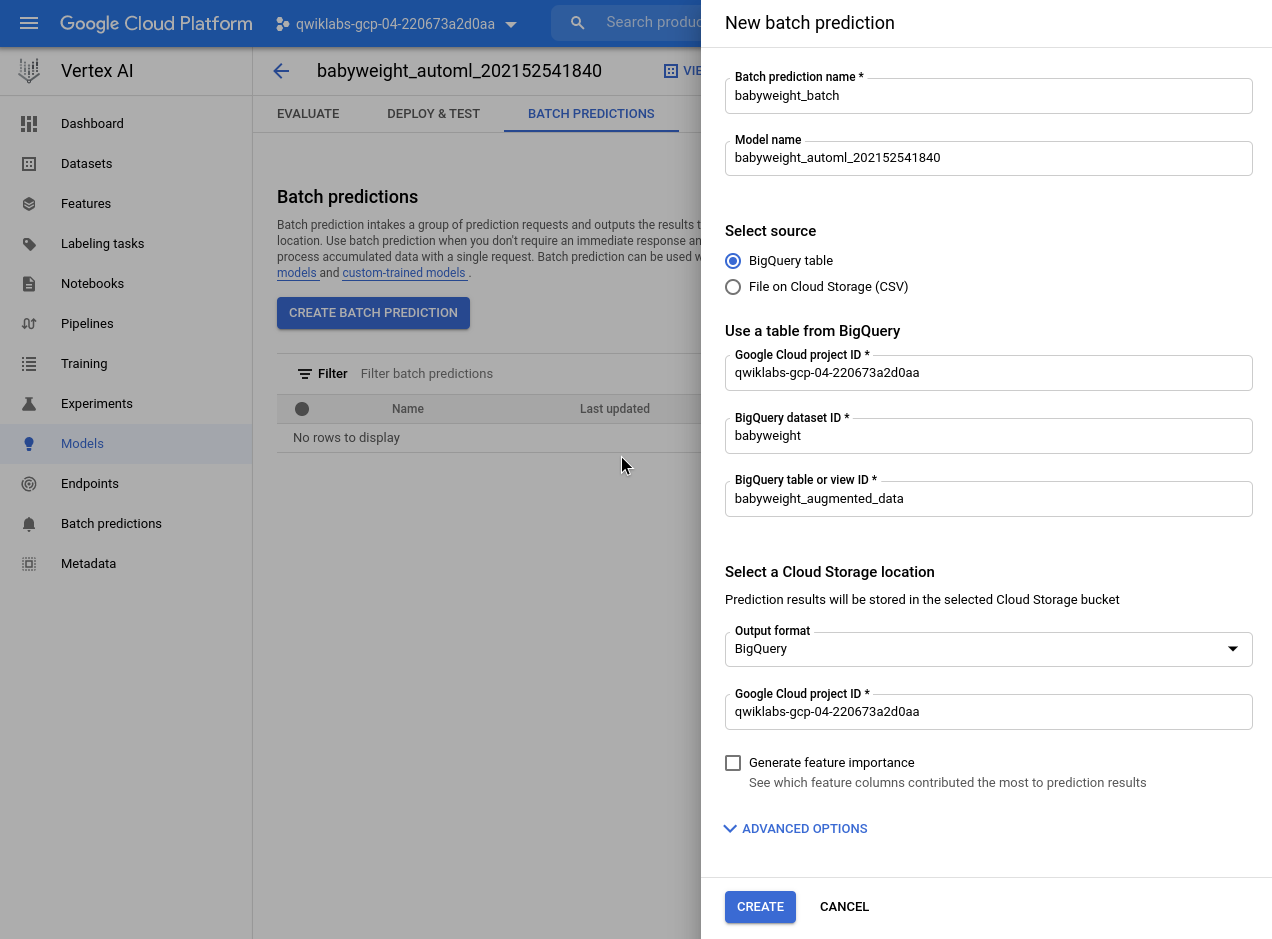 Google Cloud Platform
qwiklabs-gcp-04-220673a2d0aa
Search produc
Vertex AI
Dashboard
Datasets
Features
Labeling tasks
Notebooks
Pipelines
Training
Experiments
Models
Endpoints
Batch predictions
Metadata
babyweight_automl_202152541840
VIE
EVALUATE
DEPLOY & TEST
BATCH PREDICTIONS
Batch predictions
Batch prediction intakes a group of prediction requests and outputs the results t
location. Use batch prediction when you don't require an immediate response an
process accumulated data with a single request. Batch prediction can be used w
models and custom-trained models .
CREATE BATCH PREDICTION
Filter Filter batch predictions
Name Last updated
No rows to display
New batch prediction
Batch prediction name *
babyweight_batch
Model name
babyweight_automl_202152541840
Select source
BigQuery table
File on Cloud Storage (CSV)
Use a table from BigQuery
Google Cloud project ID *
qwiklabs-gcp-04-220673a2d0aa
BigQuery dataset ID *
babyweight
BigQuery table or view ID *
babyweight_augmented_data
Select a Cloud Storage location
Prediction results will be stored in the selected Cloud Storage bucket
Output format
BigQuery
Google Cloud project ID *
qwiklabs-gcp-04-220673a2d0aa
Generate feature importance
See which feature columns contributed the most to prediction results
ADVANCED OPTIONS
CREATE
CANCEL